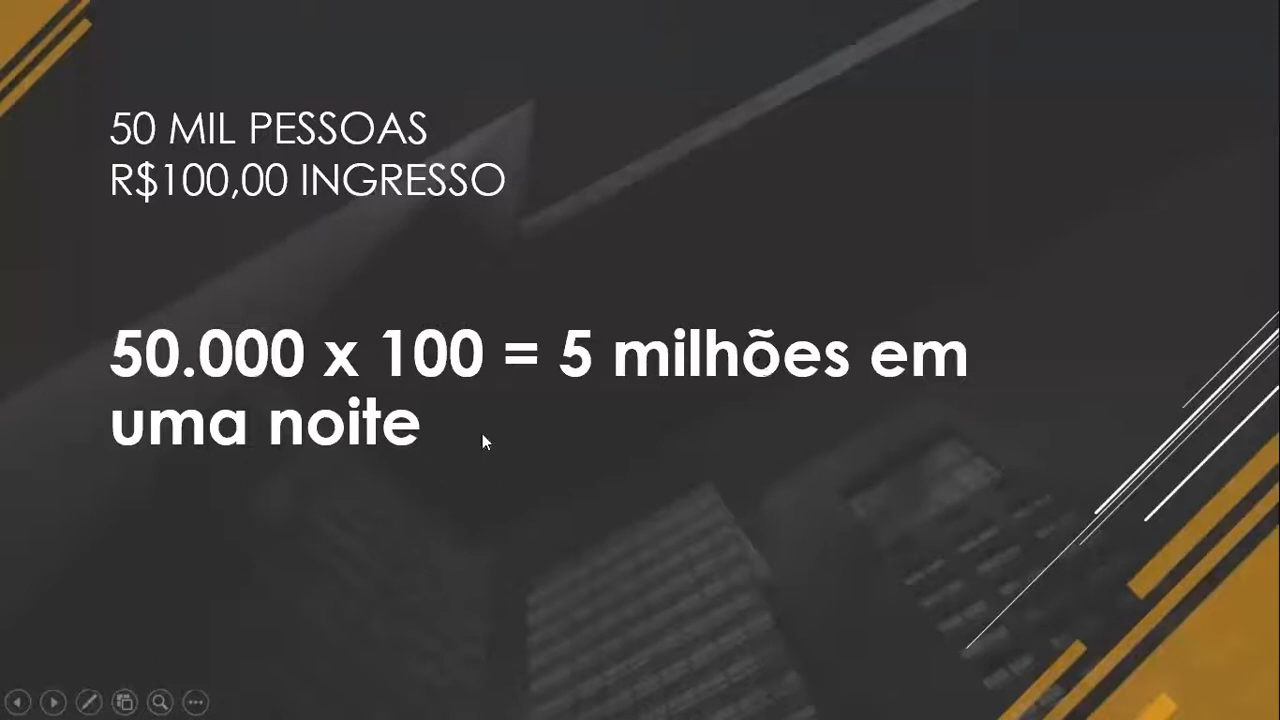 50 MIL PESSOAS
R$100,00 INGRESSO
50.000 x 100 = 5 milhões em
uma noite